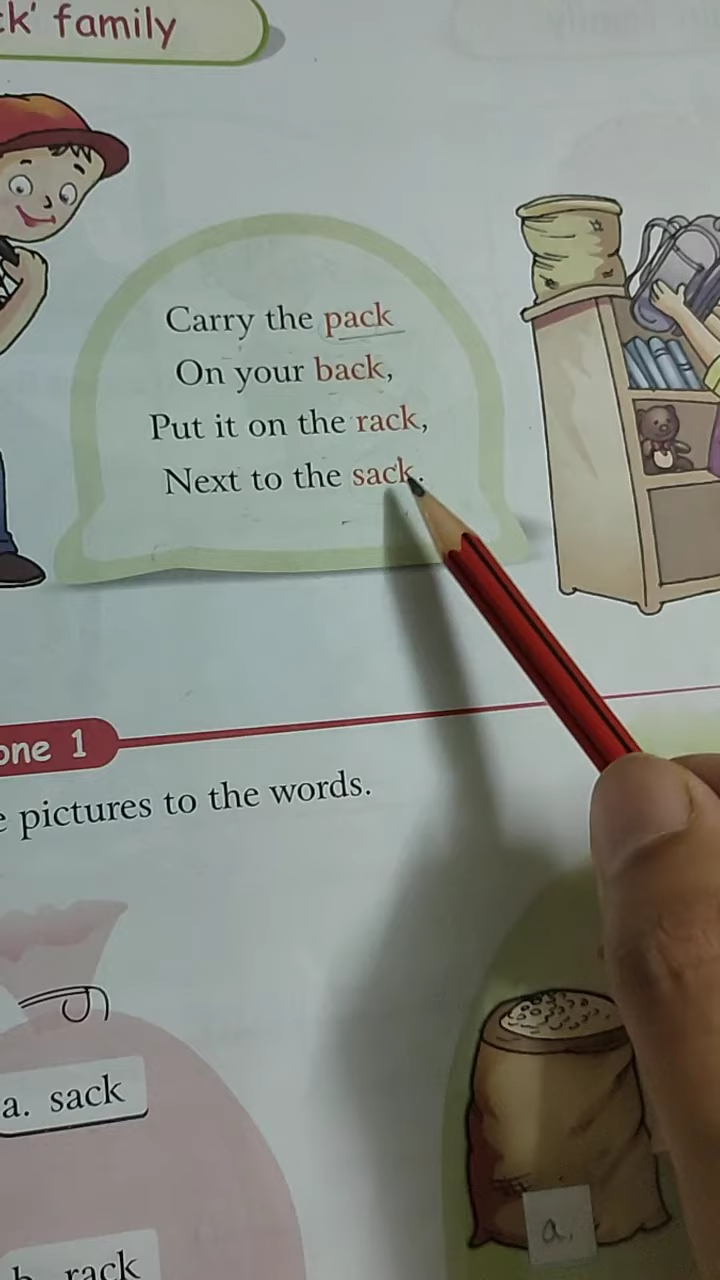 ck' family
Carry the pack
On your back,
Put it on the rack,
Next to the sack.
one 1
e pictures to the words.
a. sack
a.
b. rack